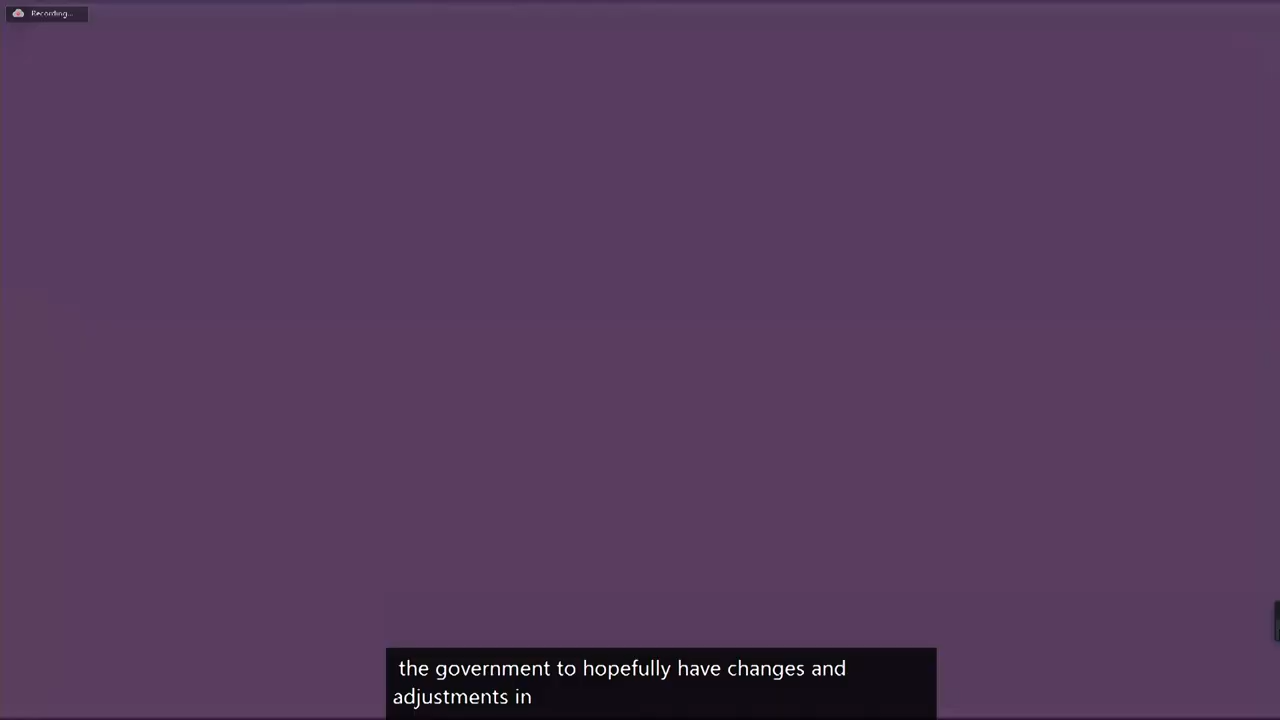 Recording...
the government to hopefully have changes and
adjustments in